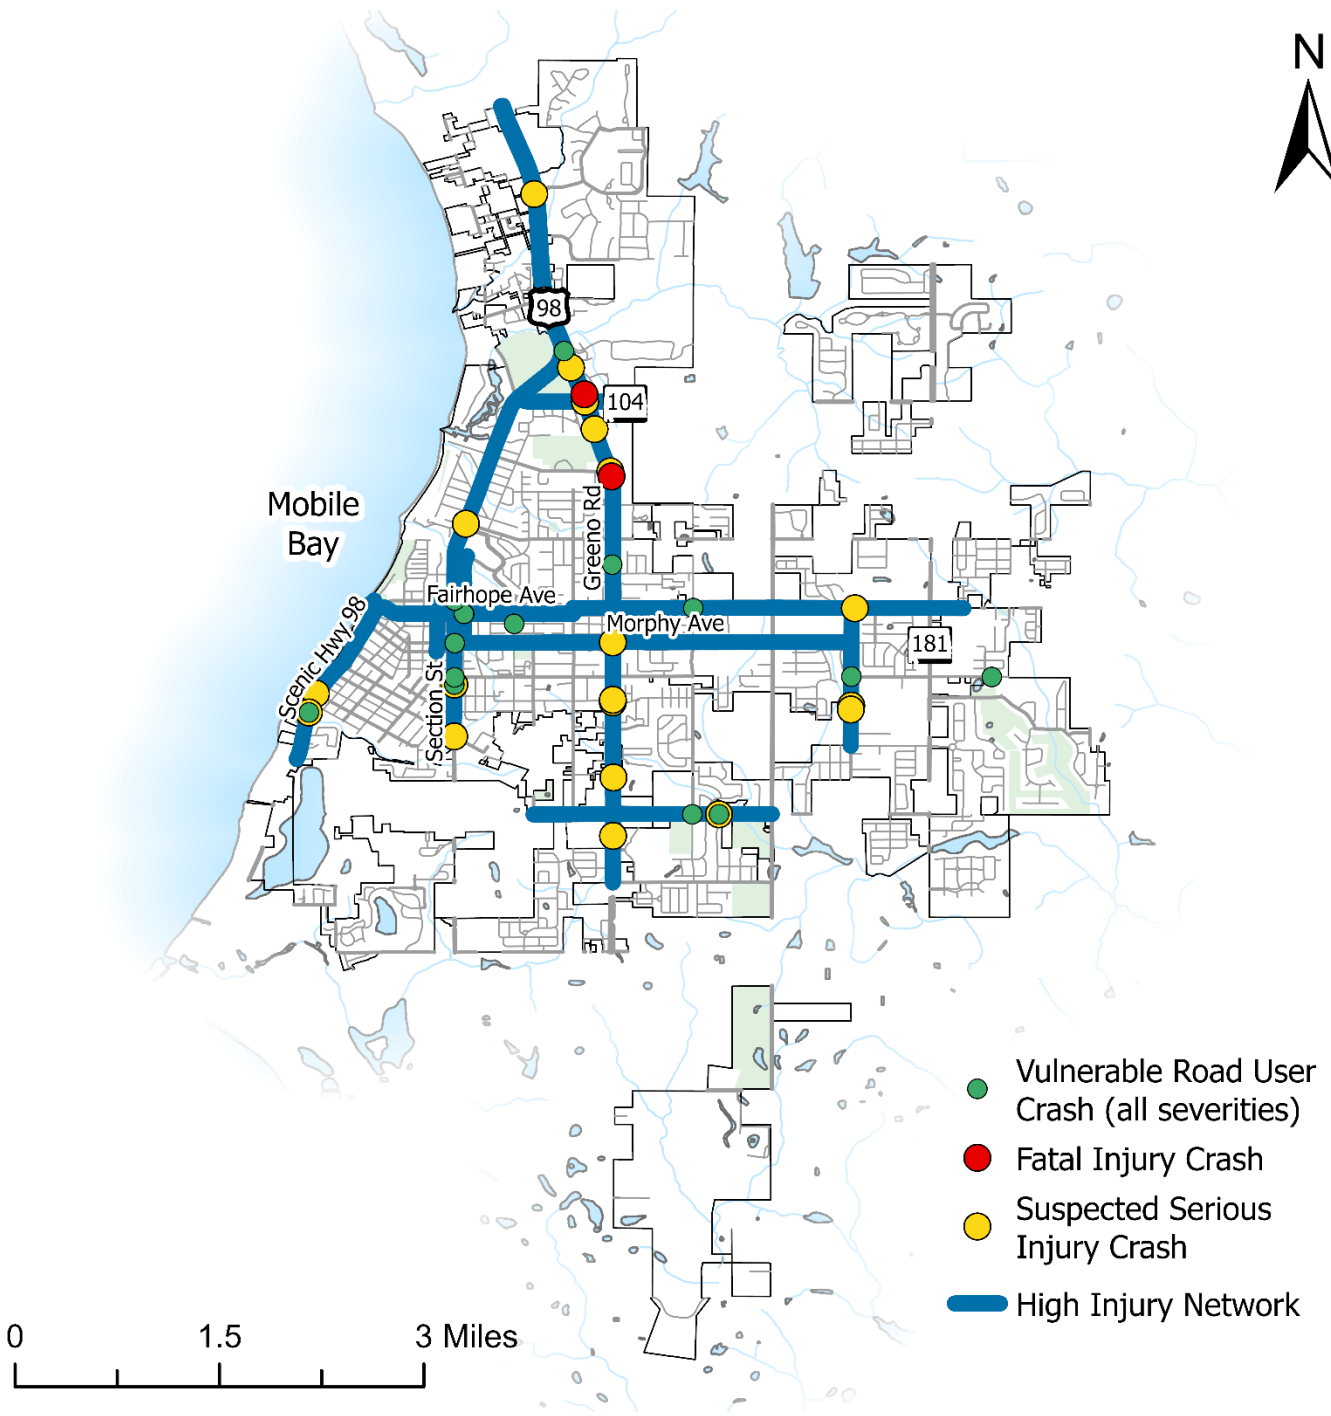 N
98
104
Mobile
Bay
Greeno Rd
Fairhope Ave
Morphy Ave
Scenic Hwy 98
Section St
181
Vulnerable Road User
Crash (all severities)
Fatal Injury Crash
Suspected Serious
Injury Crash
High Injury Network
0 1.5 3 Miles